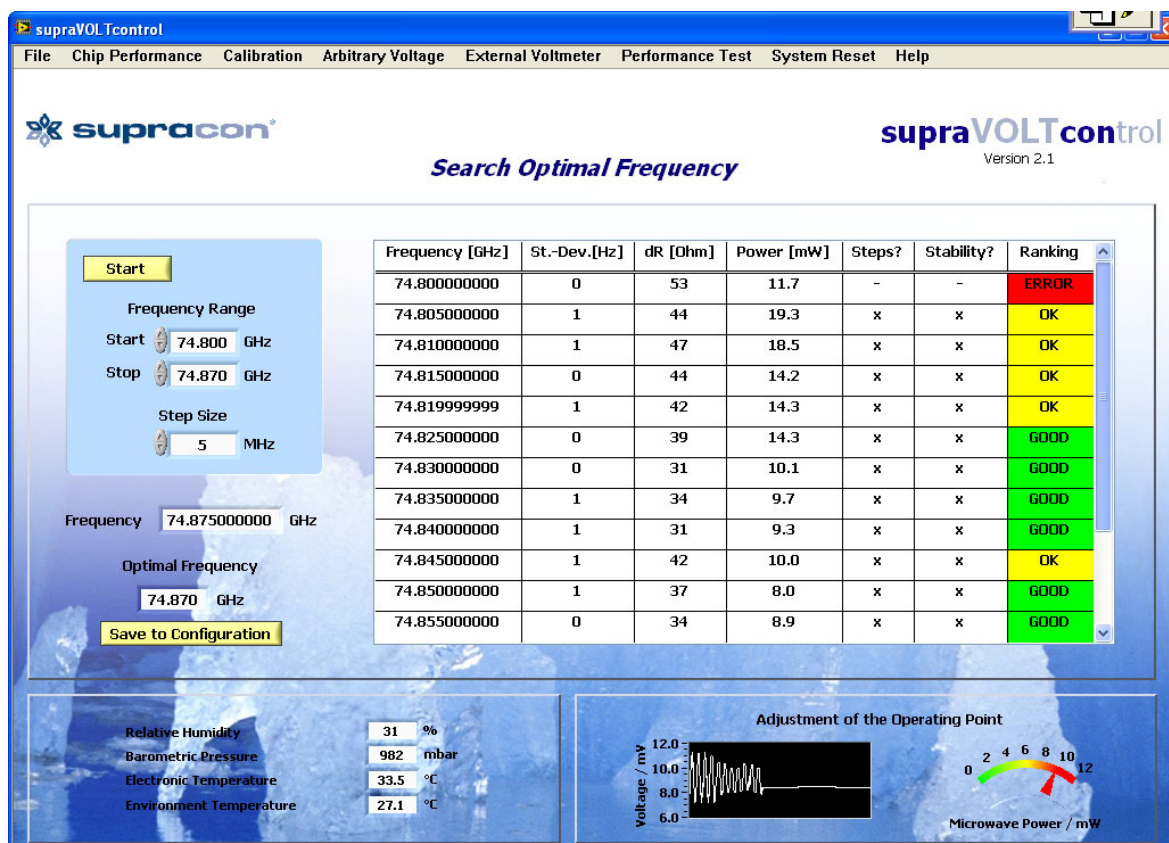 supraVOLTcontrol
File Chip Performance Calibration Arbitrary Voltage External Voltmeter Performance Test System Reset Help
supracon®
supraVOLTcontrol
Version 2.1
Search Optimal Frequency
Start
Frequency Range
Start 74.800 GHz
Stop 74.870 GHz
Step Size
5 MHz
Frequency 74.875000000 GHz
Optimal Frequency
74.870 GHz
Save to Configuration
Frequency [GHz] St.-Dev.[Hz] dR [Ohm] Power [mW] Steps? Stability? Ranking
74.800000000 0 53 11.7 - - ERROR
74.805000000 1 44 19.3 x x OK
74.810000000 1 47 18.5 x x OK
74.815000000 0 44 14.2 x x OK
74.819999999 1 42 14.3 x x OK
74.825000000 0 39 14.3 x x GOOD
74.830000000 0 31 10.1 x x GOOD
74.835000000 1 34 9.7 x x GOOD
74.840000000 1 31 9.3 x x GOOD
74.845000000 1 42 10.0 x x OK
74.850000000 1 37 8.0 x x GOOD
74.855000000 0 34 8.9 x x GOOD
Relative Humidity 31 %
Barometric Pressure 982 mbar
Electronic Temperature 33.5 °C
Environment Temperature 27.1 °C
Adjustment of the Operating Point
Voltage / mV
12.0
10.0
8.0
6.0
0 2 4 6 8 10 12
Microwave Power / mW